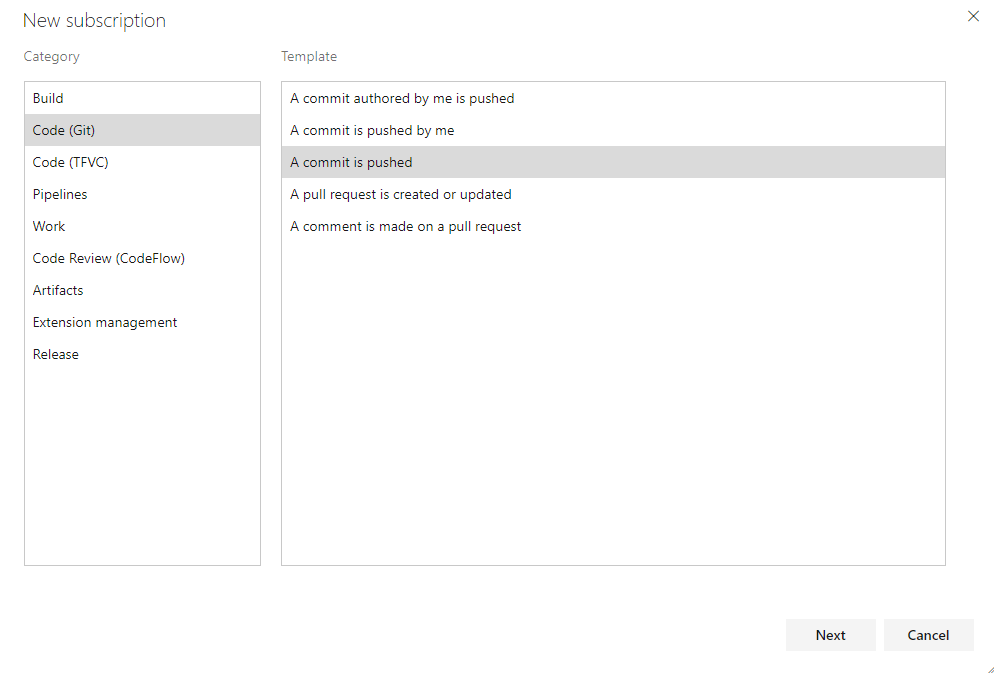 New subscription
Category
Template
Build
Code (Git)
Code (TFVC)
Pipelines
Work
Code Review (CodeFlow)
Artifacts
Extension management
Release
A commit authored by me is pushed
A commit is pushed by me
A commit is pushed
A pull request is created or updated
A comment is made on a pull request
Next
Cancel